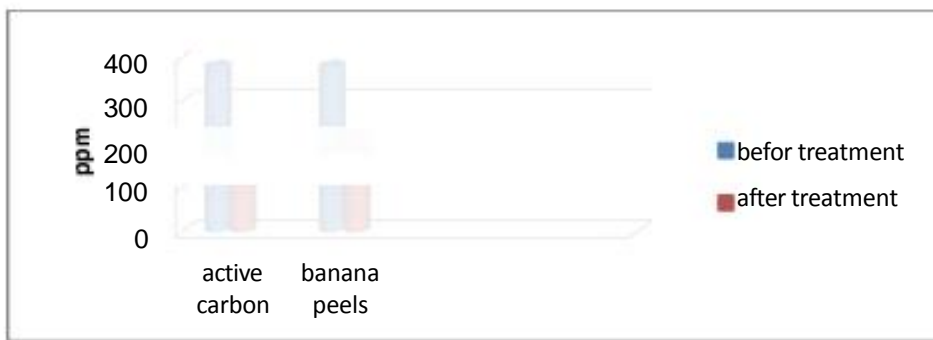 400
300
200
100
0
ppm
active
carbon
banana
peels
befor treatment
after treatment